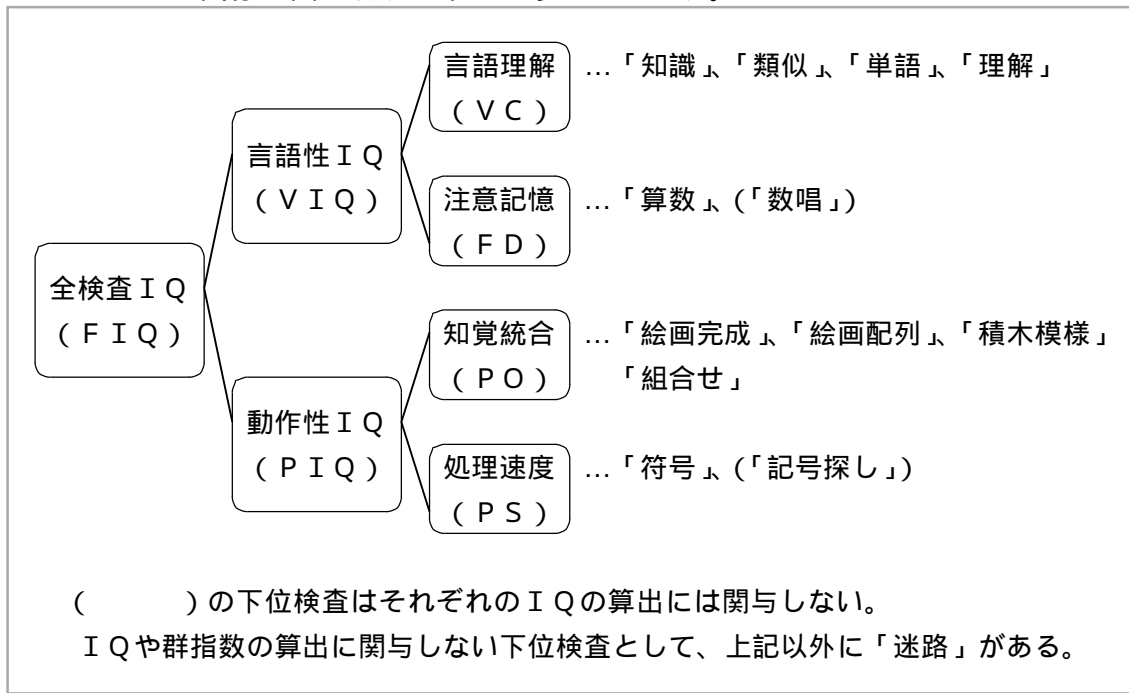 言語理解 …「知識」、「類似」、「単語」、「理解」
（ＶＣ）
言語性ＩＱ
（ＶＩＱ）
注意記憶 …「算数」、（「数唱」）
（ＦＤ）
全検査ＩＱ
（ＦＩＱ）
知覚統合 …「絵画完成」、「絵画配列」、「積木模様」
（ＰＯ） 「組合せ」
動作性ＩＱ
（ＰＩＱ）
処理速度 …「符号」、（「記号探し」）
（ＰＳ）
（　　　）の下位検査はそれぞれのＩＱの算出には関与しない。
ＩＱや群指数の算出に関与しない下位検査として、上記以外に「迷路」がある。